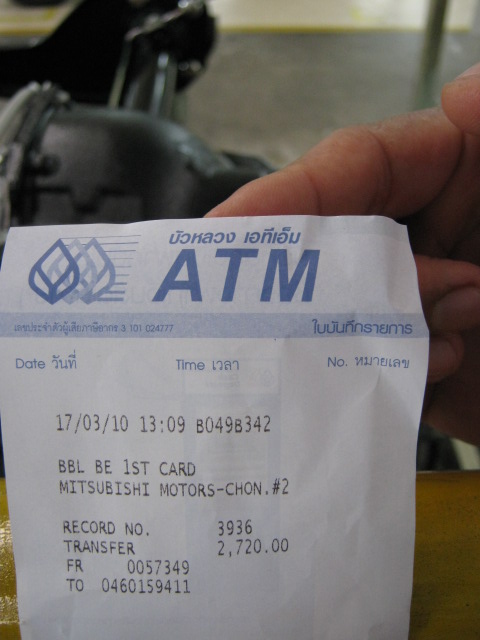 บัวหลวง เอทีเอ็ม
ATM
เลขประจำตัวผู้เสียภาษีอากร 3 101 024777
ใบบันทึกรายการ
Date วันที่ Time เวลา No. หมายเลข
17/03/10 13:09 B049B342
BBL BE 1ST CARD
MITSUBISHI MOTORS-CHON.#2
RECORD NO. 3936
TRANSFER 2,720.00
FR 0057349
TO 0460159411